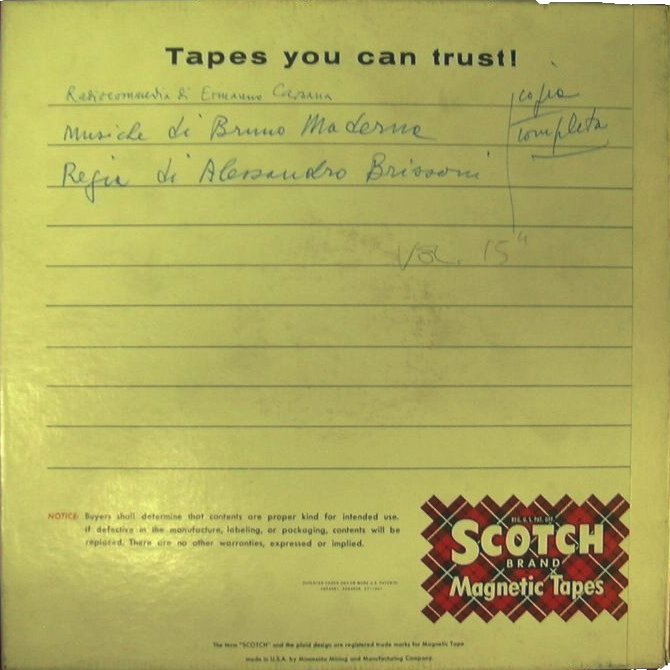 Tapes you can trust!
Radiocommedia di Ermanno Carsana
copia
Musiche di Bruno Maderna
completa
Regia di Alessandro Brissoni
VEL. 15"
NOTICE: Buyers shall determine that contents are proper kind for intended use.
If defective in the manufacture, labeling, or packaging, contents will be
replaced. There are no other warranties, expressed or implied.
REG. U.S. PAT. OFF.
SCOTCH
BRAND
Magnetic Tapes
The term "SCOTCH" and the plaid design are registered trade marks for Magnetic Tape
made in U.S.A. by Minnesota Mining and Manufacturing Company.